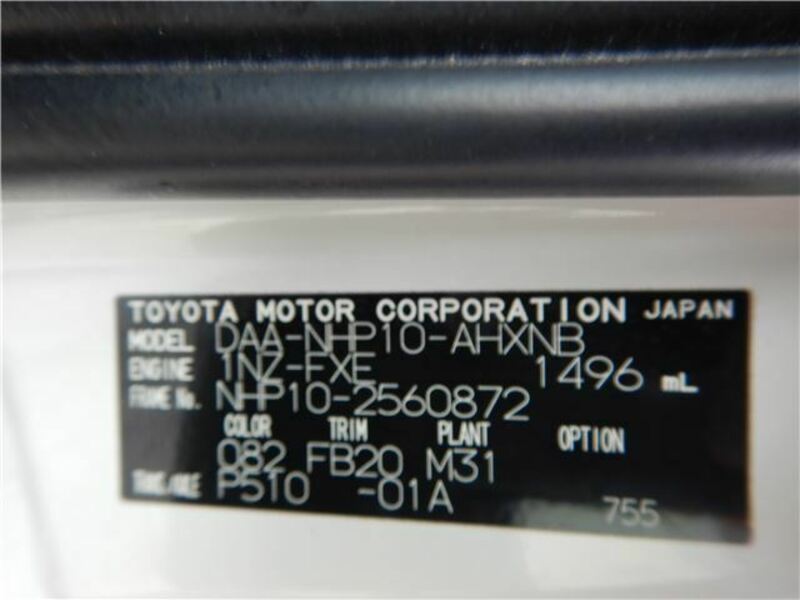 TOYOTA MOTOR CORPORATION JAPAN
MODEL DAA-NHP10-AHXNB
ENGINE 1NZ-FXE 1496 mL
FRAME No. NHP10-2560872
COLOR TRIM PLANT OPTION
082 FB20 M31
TRANS/AXLE P510 -01A
755